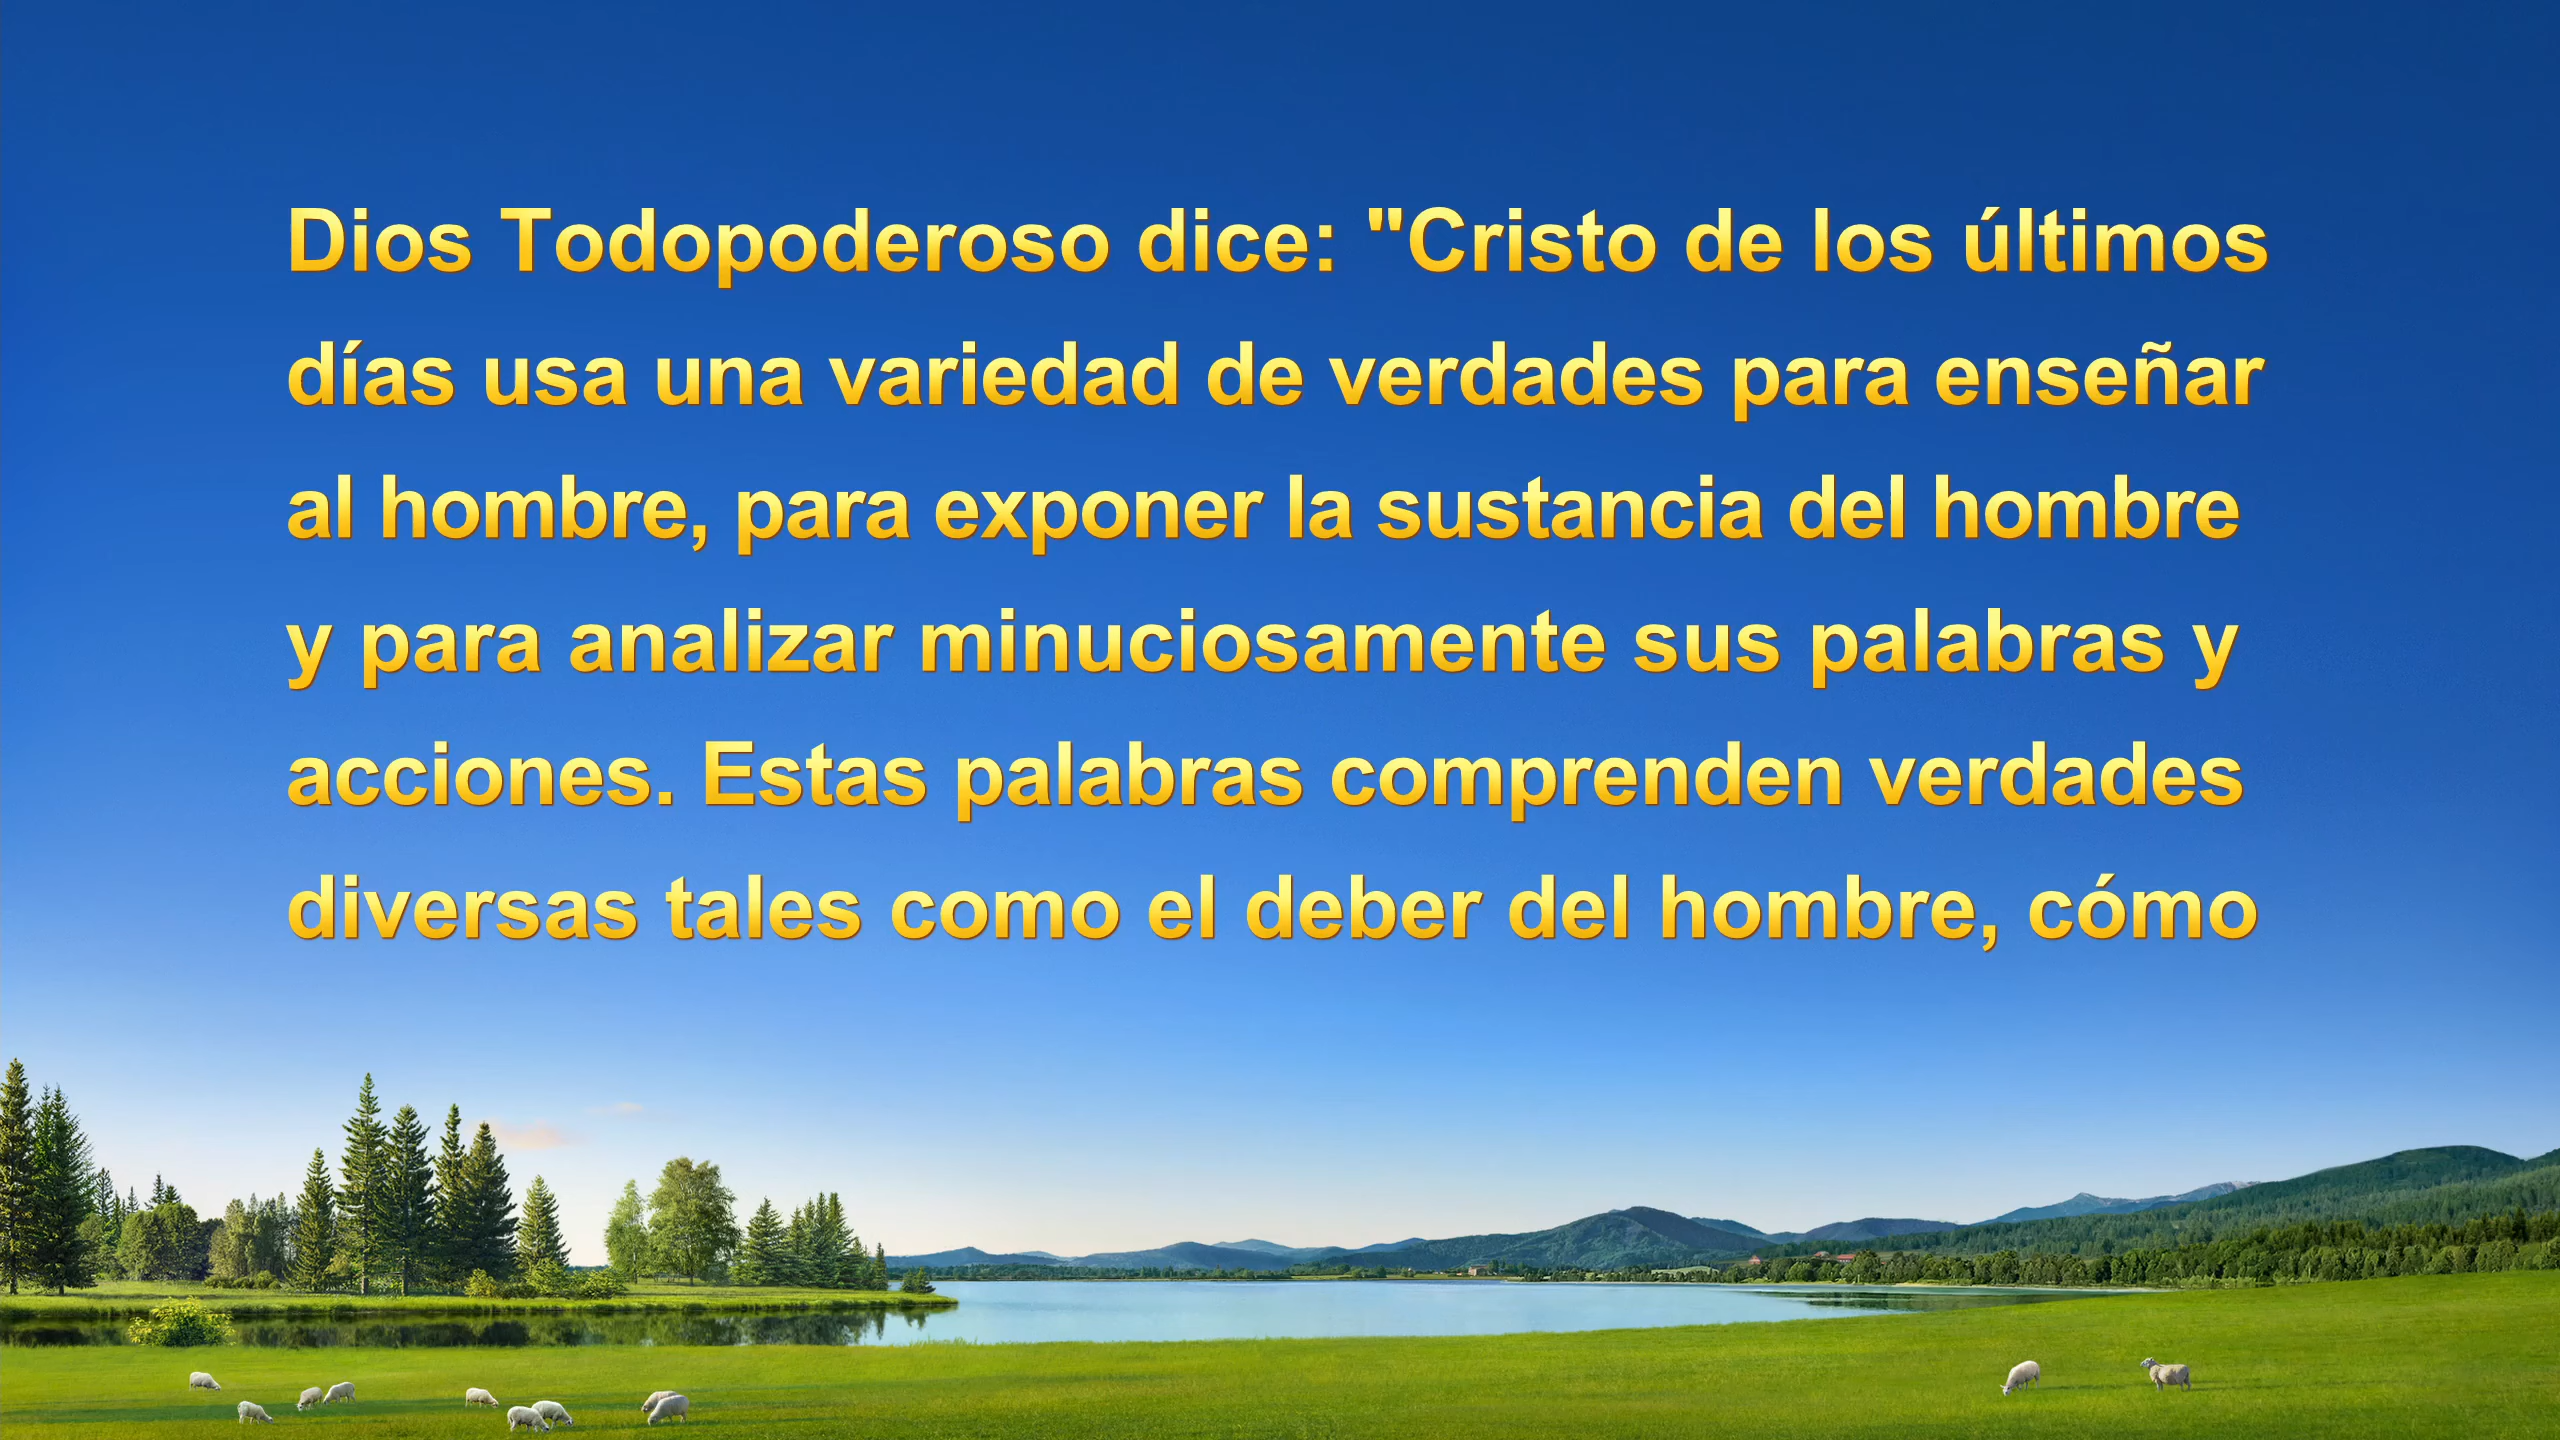 Dios Todopoderoso dice: "Cristo de los últimos
días usa una variedad de verdades para enseñar
al hombre, para exponer la sustancia del hombre
y para analizar minuciosamente sus palabras y
acciones. Estas palabras comprenden verdades
diversas tales como el deber del hombre, cómo